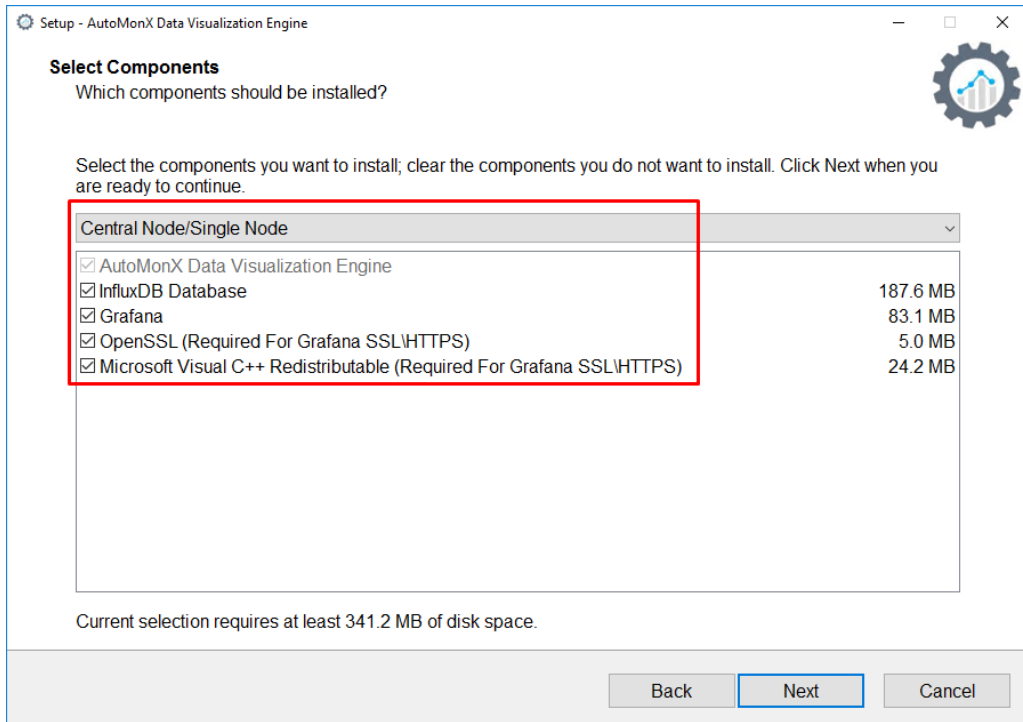 Setup - AutoMonX Data Visualization Engine
Select Components
Which components should be installed?
Select the components you want to install; clear the components you do not want to install. Click Next when you
are ready to continue.
Central Node/Single Node
AutoMonX Data Visualization Engine
InfluxDB Database 187.6 MB
Grafana 83.1 MB
OpenSSL (Required For Grafana SSL\HTTPS) 5.0 MB
Microsoft Visual C++ Redistributable (Required For Grafana SSL\HTTPS) 24.2 MB
Current selection requires at least 341.2 MB of disk space.
Back Next Cancel